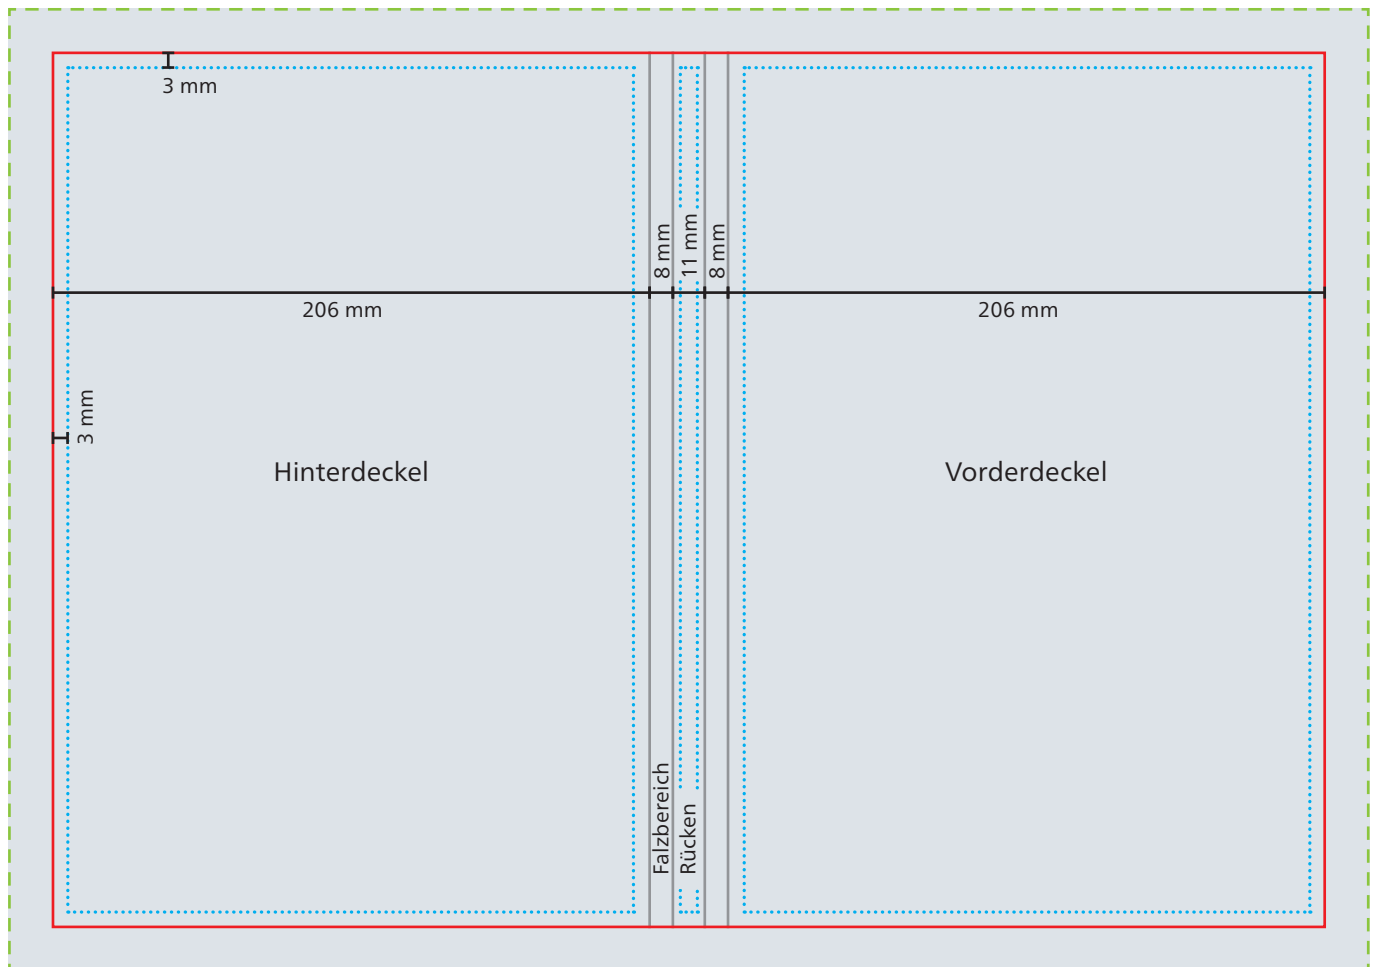 3 mm
8 mm
11 mm
8 mm
206 mm
206 mm
3 mm
Hinterdeckel
Vorderdeckel
Falzbereich
Rücken